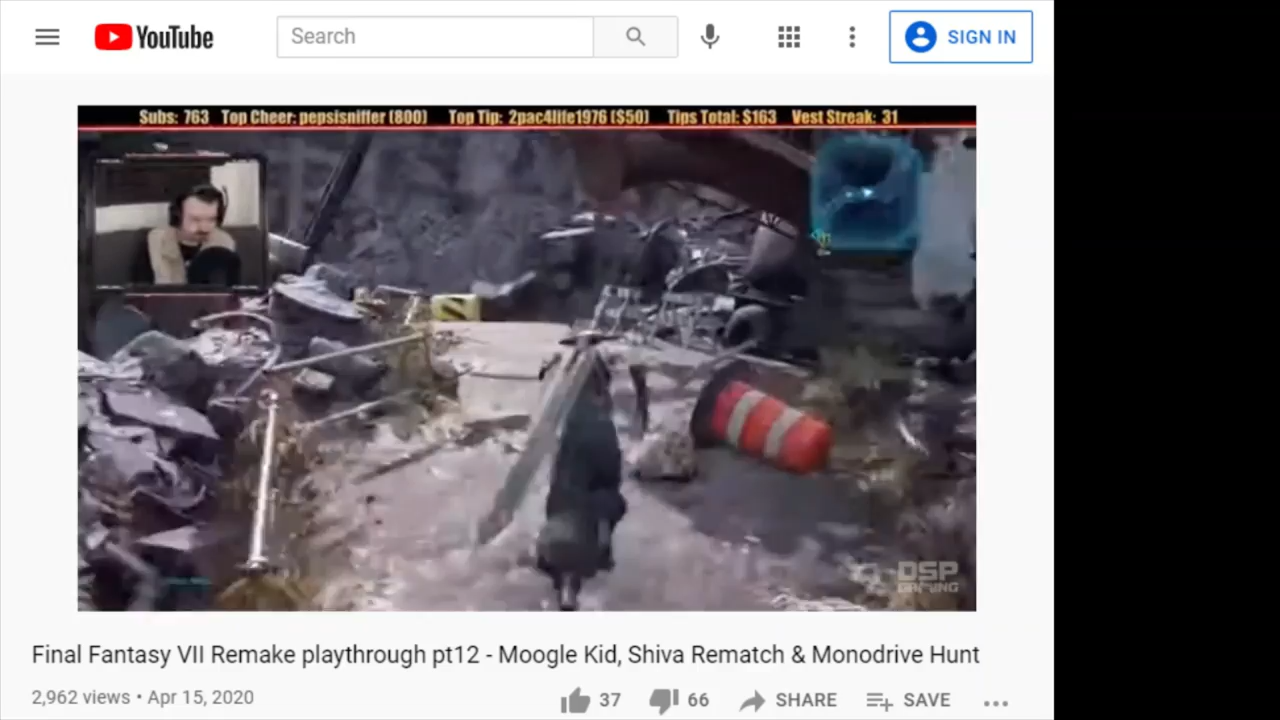 YouTube
Search
SIGN IN
Subs: 763 Top Cheer: pepsisniffer (800) Top Tip: 2pac4life1976 ($50) Tips Total: $163 Vest Streak: 31
DSP
GAMING
Final Fantasy VII Remake playthrough pt12 - Moogle Kid, Shiva Rematch & Monodrive Hunt
2,962 views • Apr 15, 2020
37
66
SHARE
SAVE